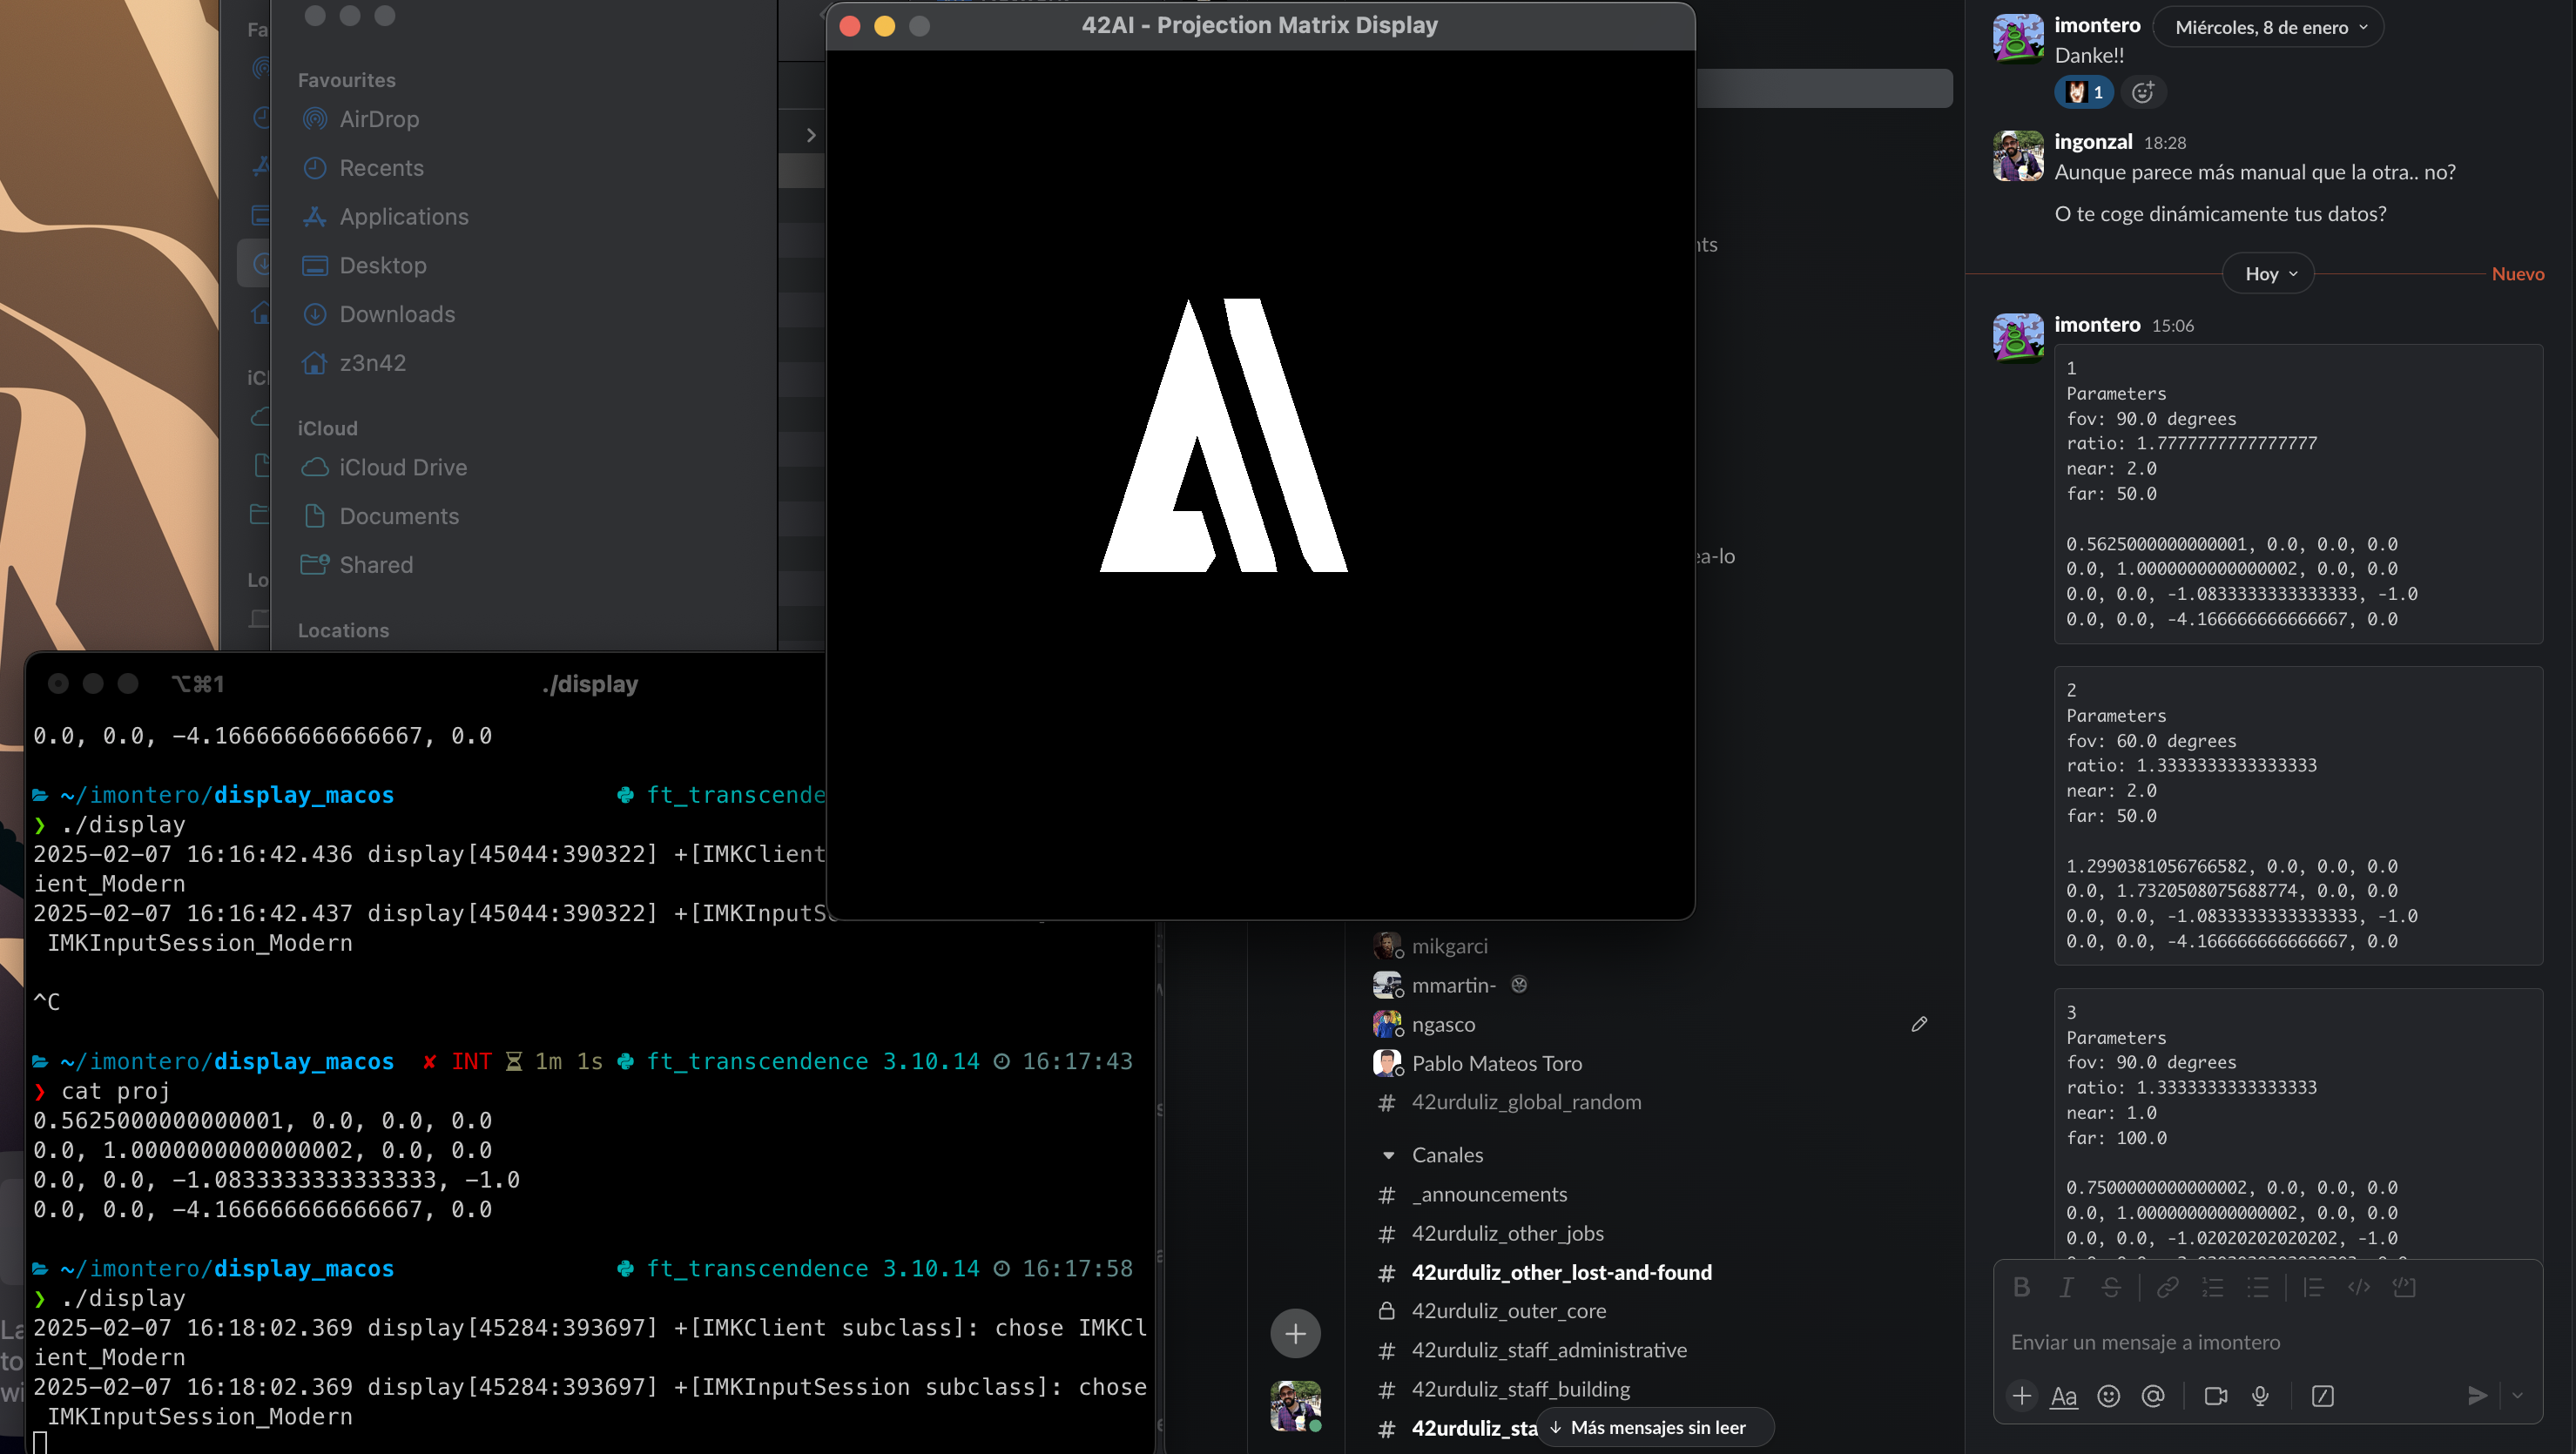 Favourites
AirDrop
Recents
Applications
Desktop
Downloads
z3n42
iCloud
iCloud Drive
Documents
Shared
Locations
42AI - Projection Matrix Display
⌥⌘1
./display
0.0, 0.0, -4.166666666666667, 0.0
~/imontero/display_macos ft_transcende
❯ ./display
2025-02-07 16:16:42.436 display[45044:390322] +[IMKClient
ient_Modern
2025-02-07 16:16:42.437 display[45044:390322] +[IMKInputS
IMKInputSession_Modern
^C
~/imontero/display_macos ✘ INT 1m 1s ft_transcendence 3.10.14 16:17:43
❯ cat proj
0.5625000000000001, 0.0, 0.0, 0.0
0.0, 1.0000000000000002, 0.0, 0.0
0.0, 0.0, -1.0833333333333333, -1.0
0.0, 0.0, -4.166666666666667, 0.0
~/imontero/display_macos ft_transcendence 3.10.14 16:17:58
❯ ./display
2025-02-07 16:18:02.369 display[45284:393697] +[IMKClient subclass]: chose IMKCl
ient_Modern
2025-02-07 16:18:02.369 display[45284:393697] +[IMKInputSession subclass]: chose
IMKInputSession_Modern
nts
ea-lo
mikgarci
mmartin-
ngasco
Pablo Mateos Toro
# 42urduliz_global_random
Canales
# _announcements
# 42urduliz_other_jobs
# 42urduliz_other_lost-and-found
42urduliz_outer_core
# 42urduliz_staff_administrative
# 42urduliz_staff_building
# 42urduliz_sta
↓ Más mensajes sin leer
imontero
Miércoles, 8 de enero
Danke!!
1
ingonzal 18:28
Aunque parece más manual que la otra.. no?
O te coge dinámicamente tus datos?
Hoy
Nuevo
imontero 15:06
1
Parameters
fov: 90.0 degrees
ratio: 1.7777777777777777
near: 2.0
far: 50.0
0.5625000000000001, 0.0, 0.0, 0.0
0.0, 1.0000000000000002, 0.0, 0.0
0.0, 0.0, -1.0833333333333333, -1.0
0.0, 0.0, -4.166666666666667, 0.0
2
Parameters
fov: 60.0 degrees
ratio: 1.3333333333333333
near: 2.0
far: 50.0
1.2990381056766582, 0.0, 0.0, 0.0
0.0, 1.7320508075688774, 0.0, 0.0
0.0, 0.0, -1.0833333333333333, -1.0
0.0, 0.0, -4.166666666666667, 0.0
3
Parameters
fov: 90.0 degrees
ratio: 1.3333333333333333
near: 1.0
far: 100.0
0.7500000000000002, 0.0, 0.0, 0.0
0.0, 1.0000000000000002, 0.0, 0.0
0.0, 0.0, -1.02020202020202, -1.0
Enviar un mensaje a imontero